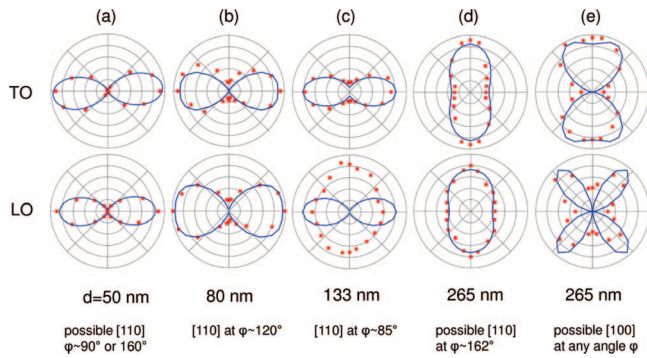 (a) (b) (c) (d) (e)
TO
LO
d=50 nm 80 nm 133 nm 265 nm 265 nm
possible [110] [110] at φ~120° [110] at φ~85° possible [110] possible [100]
φ~90° or 160° at φ~162° at any angle φ